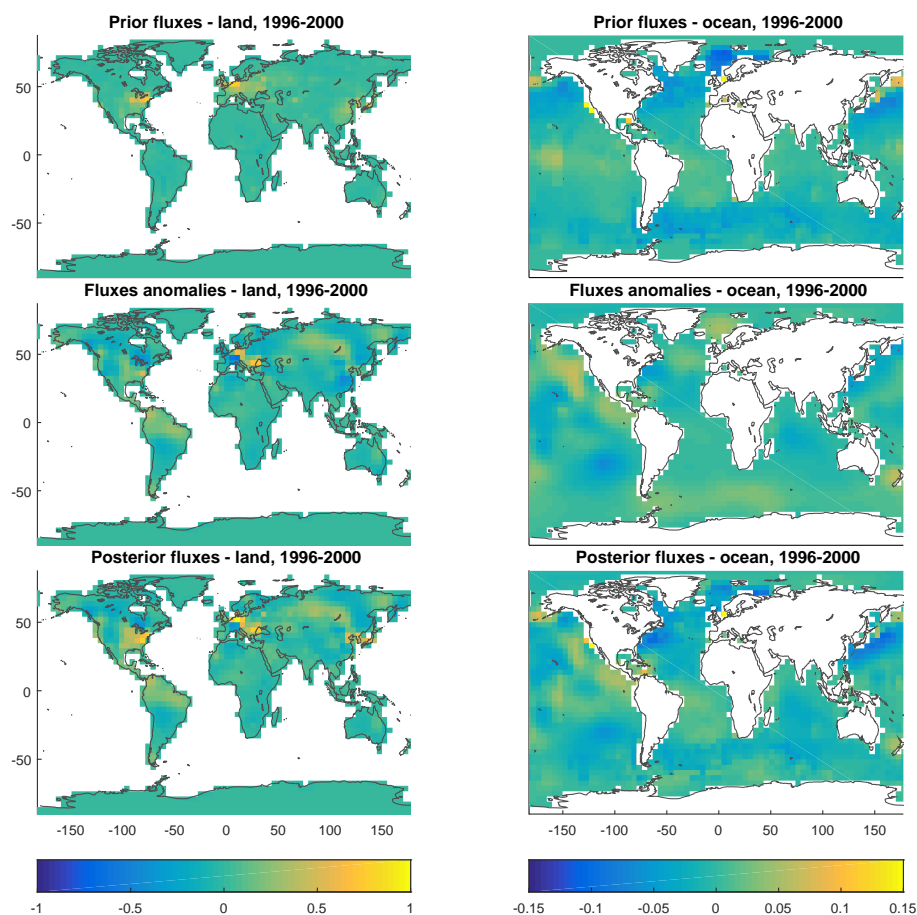 Prior fluxes - land, 1996-2000
Prior fluxes - ocean, 1996-2000
50
0
-50
Fluxes anomalies - land, 1996-2000
Fluxes anomalies - ocean, 1996-2000
50
0
-50
Posterior fluxes - land, 1996-2000
Posterior fluxes - ocean, 1996-2000
50
0
-50
-150 -100 -50 0 50 100 150
-150 -100 -50 0 50 100 150
-1 -0.5 0 0.5 1
-0.15 -0.1 -0.05 0 0.05 0.1 0.15